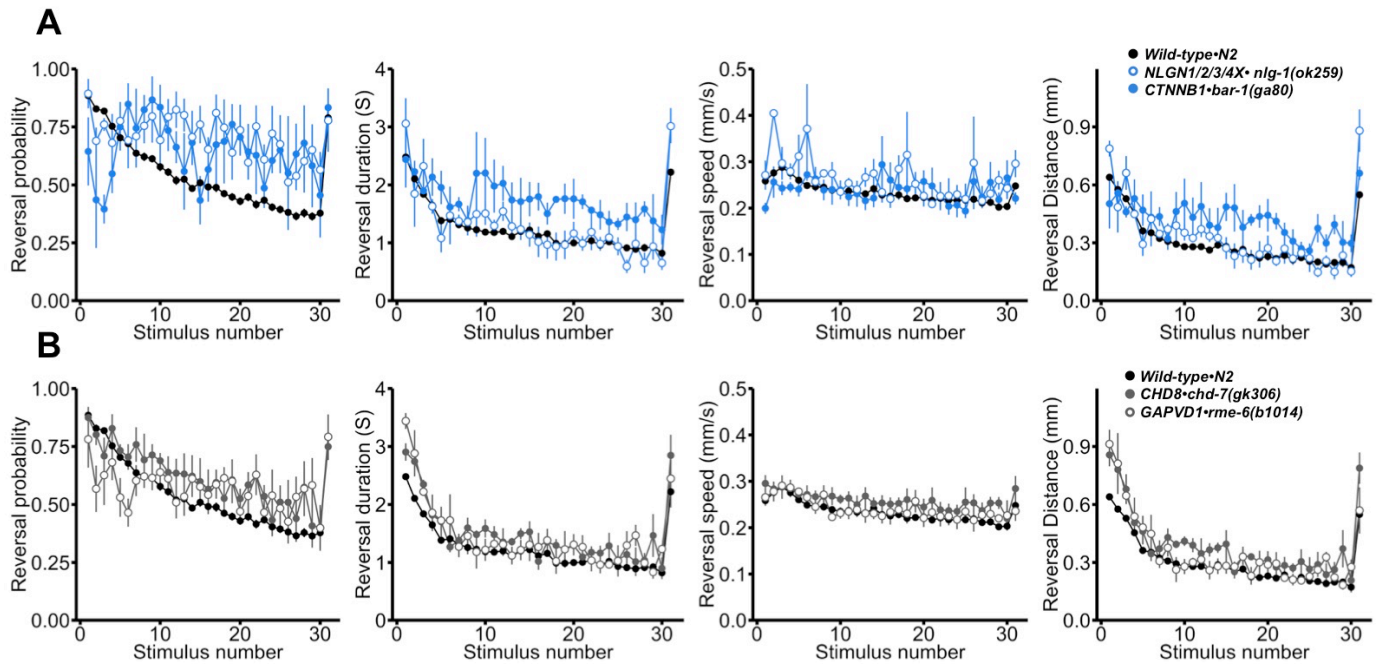 A
Wild-type•N2
NLGN1/2/3/4X• nlg-1(ok259)
CTNNB1•bar-1(ga80)
Reversal probability
1.00
0.75
0.50
0.25
0.00
0 10 20 30
Stimulus number
Reversal duration (S)
4
3
2
1
0
0 10 20 30
Stimulus number
Reversal speed (mm/s)
0.5
0.4
0.3
0.2
0.1
0.0
0 10 20 30
Stimulus number
Reversal Distance (mm)
0.9
0.6
0.3
0.0
0 10 20 30
Stimulus number
B
Wild-type•N2
CHD8•chd-7(gk306)
GAPVD1•rme-6(b1014)
Reversal probability
1.00
0.75
0.50
0.25
0.00
0 10 20 30
Stimulus number
Reversal duration (S)
4
3
2
1
0
0 10 20 30
Stimulus number
Reversal speed (mm/s)
0.5
0.4
0.3
0.2
0.1
0.0
0 10 20 30
Stimulus number
Reversal Distance (mm)
0.9
0.6
0.3
0.0
0 10 20 30
Stimulus number